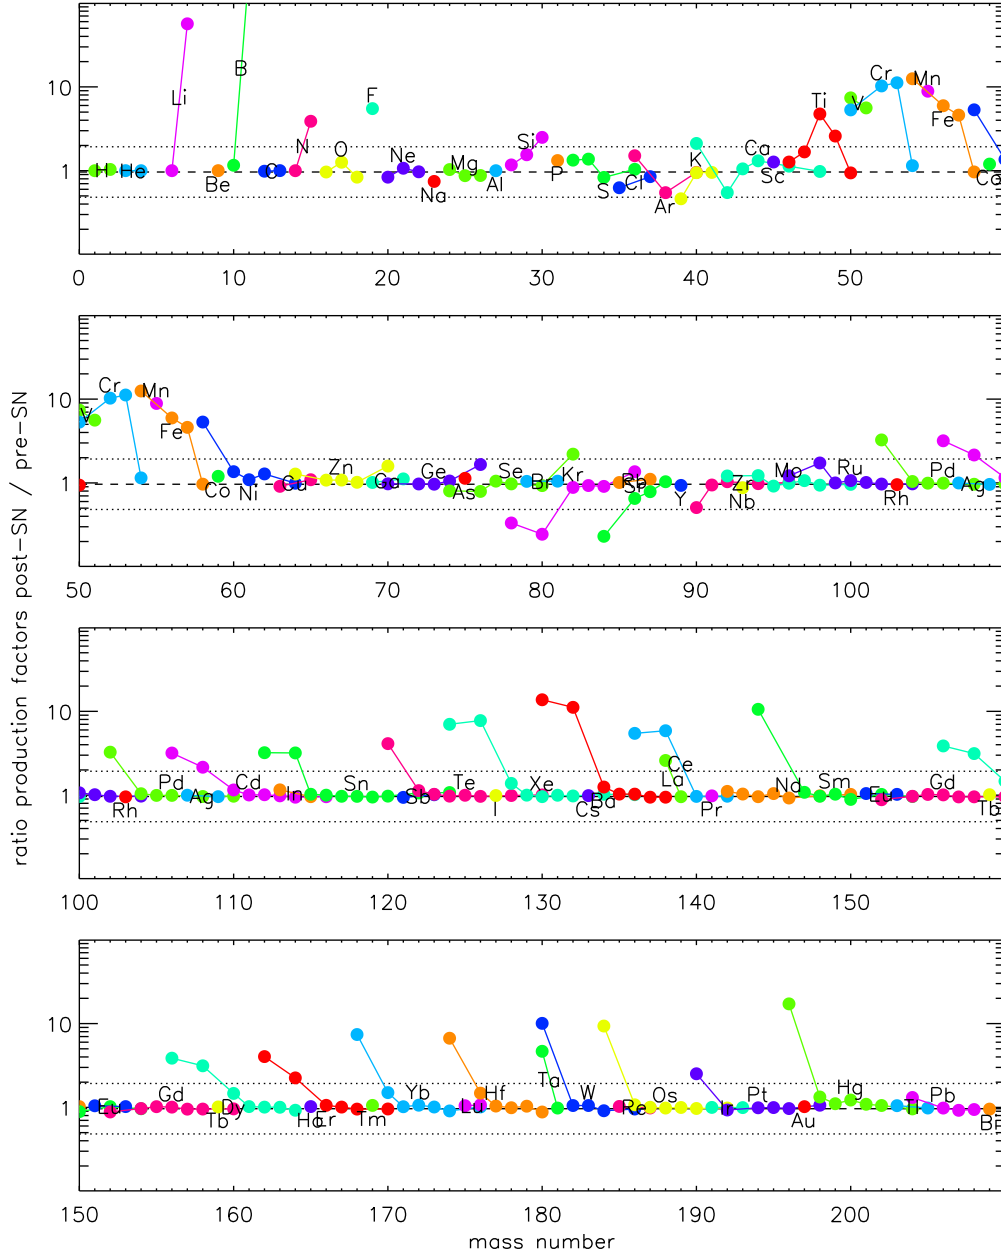 ratio production factors post-SN / pre-SN
10
1
H He Li Be B C N O F Ne Na Mg Al Si P S Cl Ar K Ca Sc Ti V Cr Mn Fe Co
0 10 20 30 40 50
10
1
V Cr Mn Fe Co Ni Cu Zn Ga Ge As Se Br Kr Rb Sr Y Zr Nb Mo Ru Rh Pd Ag
50 60 70 80 90 100
10
1
Rh Pd Ag Cd In Sn Sb Te I Xe Cs Ba La Ce Pr Nd Sm Eu Gd Tb
100 110 120 130 140 150
10
1
Eu Gd Tb Dy Ho Er Tm Yb Lu Hf Ta W Re Os Pt Au Hg Tl Pb Bi
150 160 170 180 190 200
mass number